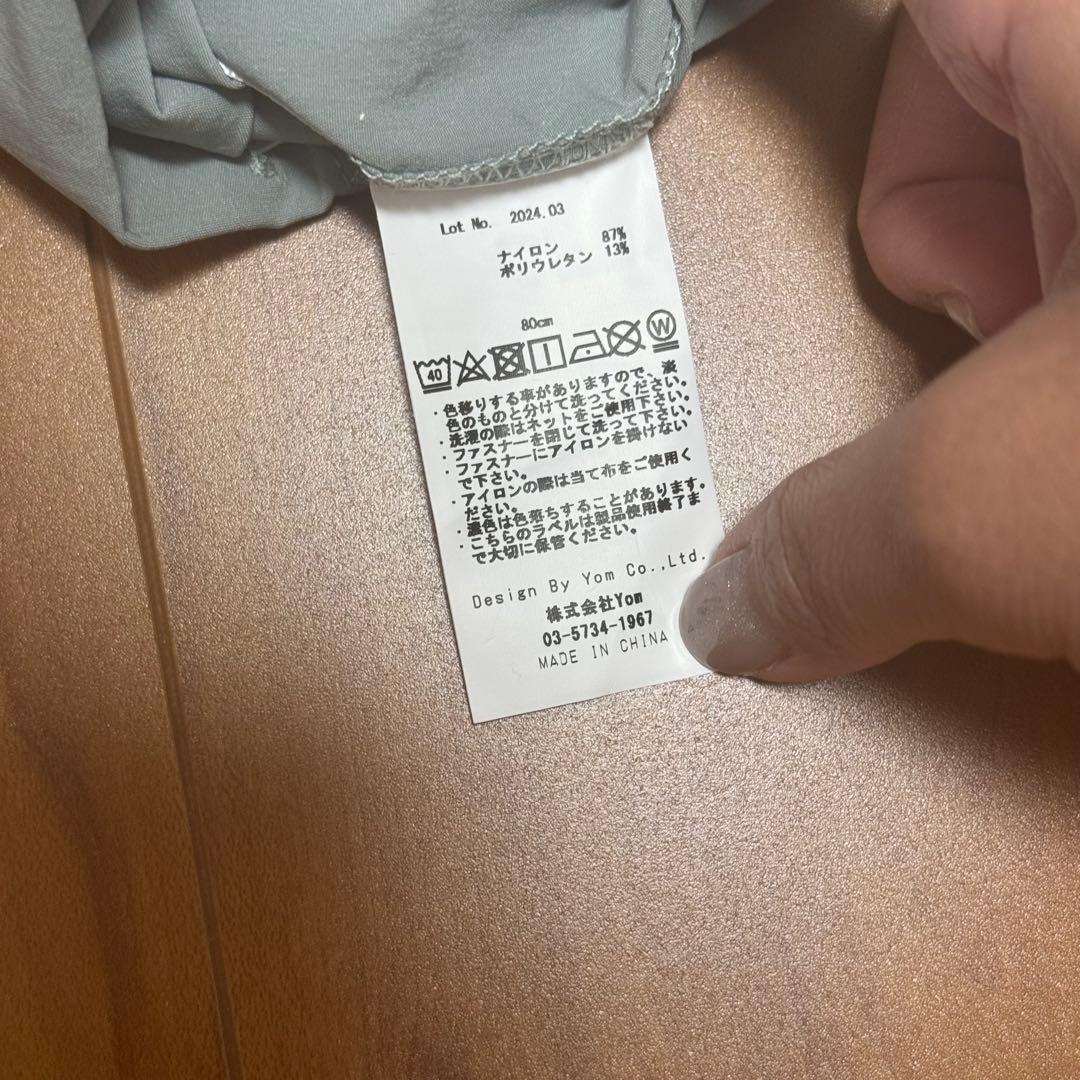 Lot No. 2024.03
ナイロン 87%
ポリウレタン 13%
80cm
40 W
・色移りする事がありますので、淡
色のものと分けて洗ってください。
・洗濯の際はネットをご使用下さい。
・ファスナーを閉じて洗って下さい。
・ファスナーにアイロンを掛けない
で下さい。
・アイロンの際は当て布をご使用く
ださい。
・濃色は色落ちすることがあります。
・こちらのラベルは製品使用終了ま
で大切に保管ください。
Design By Yom Co.,Ltd.
株式会社Yom
03-5734-1967
MADE IN CHINA